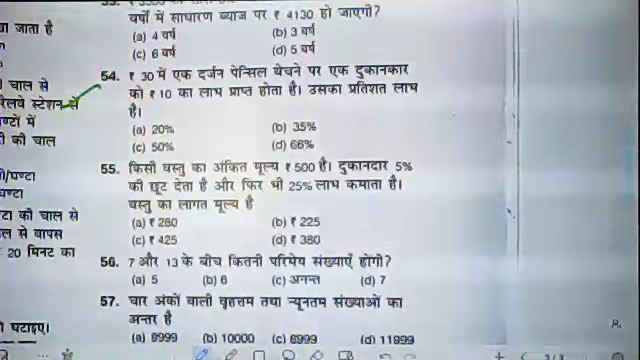 वर्षों में साधारण ब्याज पर ₹ 4130 हो जाएगी?
(a) 4 वर्ष (b) 3 वर्ष
(c) 6 वर्ष (d) 5 वर्ष
54. ₹ 30 में एक दर्जन पेन्सिल बेचने पर एक दुकानकार
को ₹ 10 का लाभ प्राप्त होता है। उसका प्रतिशत लाभ
है।
(a) 20% (b) 35%
(c) 50% (d) 66%
55. किसी वस्तु का अंकित मूल्य ₹ 500 है। दुकानदार 5%
की छूट देता है और फिर भी 25% लाभ कमाता है।
वस्तु का लागत मूल्य है
(a) ₹ 280 (b) ₹ 225
(c) ₹ 425 (d) ₹ 380
56. 7 और 13 के बीच कितनी परिमेय संख्याएँ होंगी?
(a) 5 (b) 6 (c) अनन्त (d) 7
57. चार अंकों वाली वृहत्तम तथा न्यूनतम संख्याओं का
अन्तर है
(a) 8999 (b) 10000 (c) 6999 (d) 11999
जाता है
चाल से
रेलवे स्टेशन से
घण्टों में
की चाल
/घण्टा
घण्टा
टा की चाल से
ल से वापस
20 मिनट का
घटाइए।